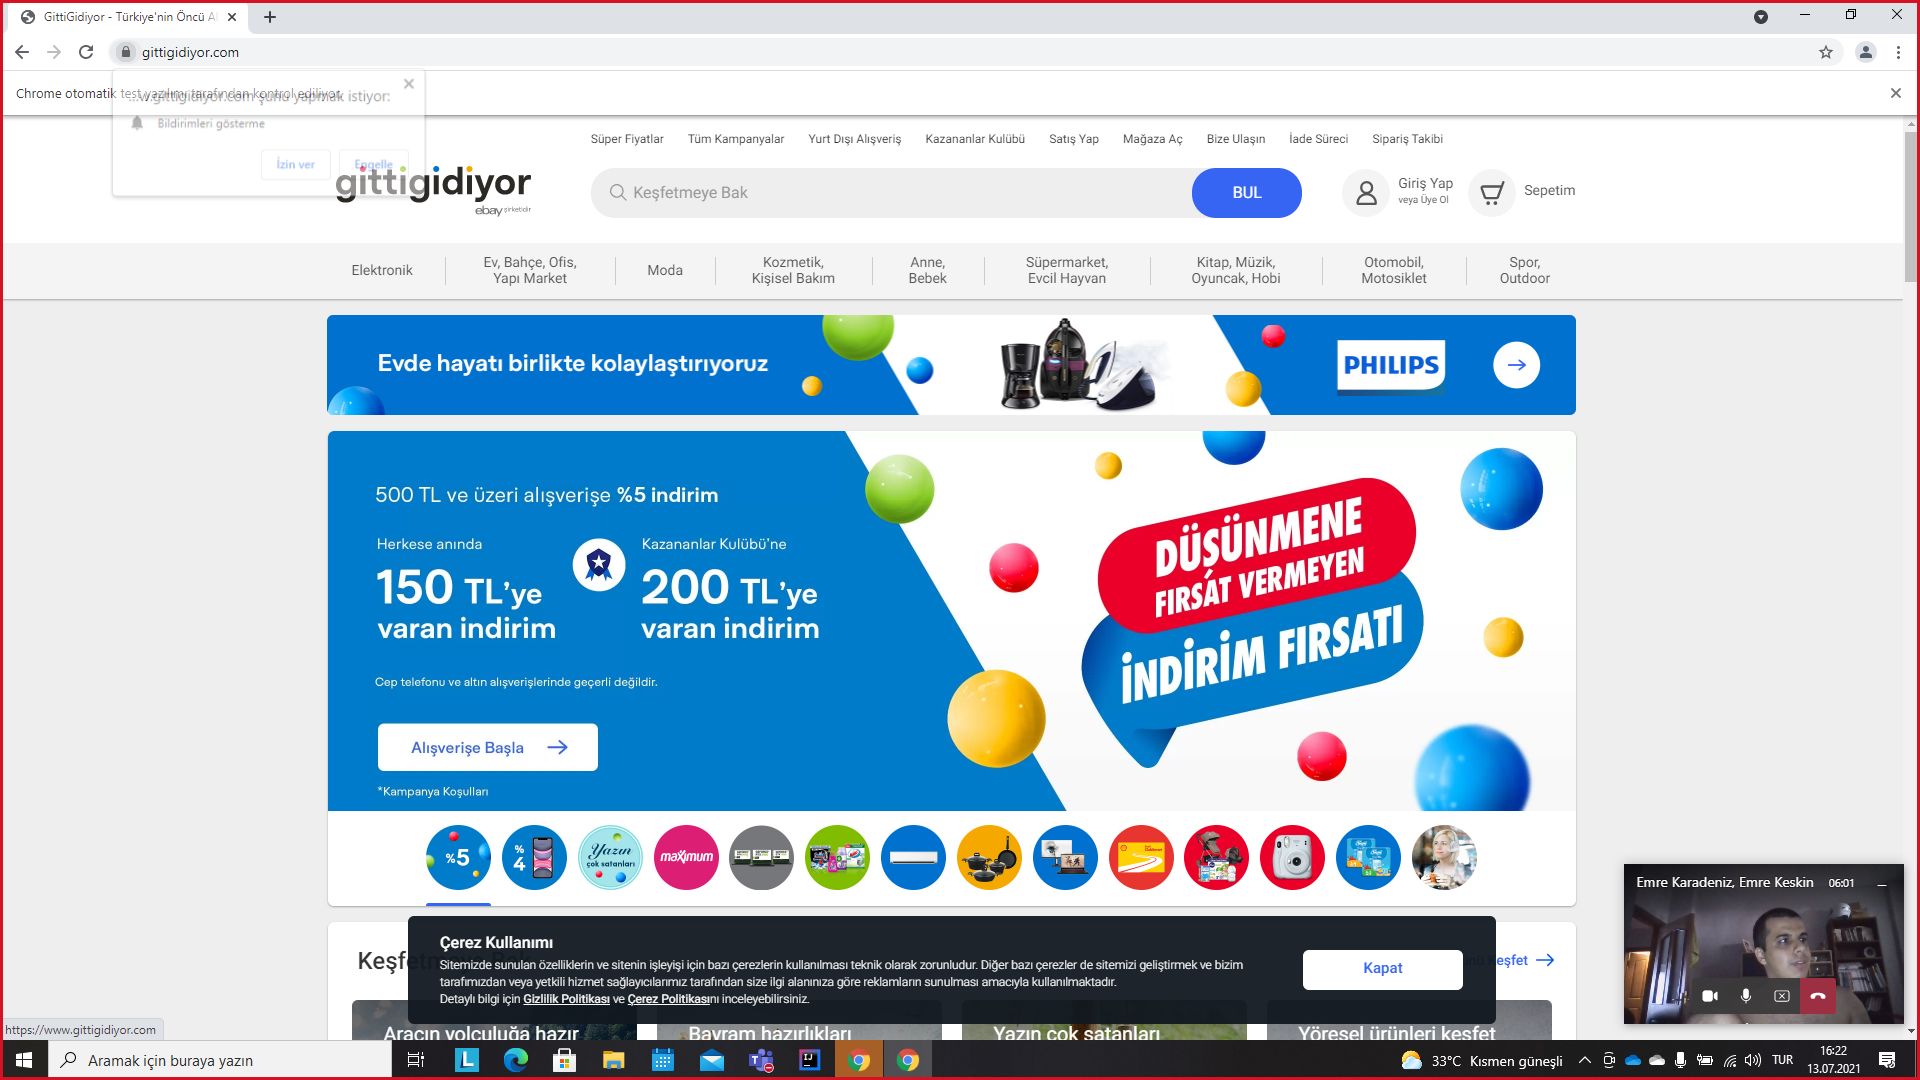 GittiGidiyor - Türkiye'nin Öncü A
gittigidiyor.com
Chrome otomatik test yazılımı tarafından kontrol ediliyor.
...w.gittigidiyor.com şunu yapmak istiyor:
Bildirimleri gösterme
İzin ver
Engelle
Süper Fiyatlar
Tüm Kampanyalar
Yurt Dışı Alışveriş
Kazananlar Kulübü
Satış Yap
Mağaza Aç
Bize Ulaşın
İade Süreci
Sipariş Takibi
gittigidiyor
ebay şirketidir
Keşfetmeye Bak
BUL
Giriş Yap
veya Üye Ol
Sepetim
Elektronik
Ev, Bahçe, Ofis,
Yapı Market
Moda
Kozmetik,
Kişisel Bakım
Anne,
Bebek
Süpermarket,
Evcil Hayvan
Kitap, Müzik,
Oyuncak, Hobi
Otomobil,
Motosiklet
Spor,
Outdoor
Evde hayatı birlikte kolaylaştırıyoruz
PHILIPS
500 TL ve üzeri alışverişe %5 indirim
Herkese anında
150 TL'ye
varan indirim
Kazananlar Kulübü'ne
200 TL'ye
varan indirim
Cep telefonu ve altın alışverişlerinde geçerli değildir.
Alışverişe Başla
*Kampanya Koşulları
DÜŞÜNMENE
FIRSAT VERMEYEN
İNDİRİM FIRSATI
%5
%4
Yazın
çok satanları
maximum
Emre Karadeniz, Emre Keskin 06:01
Keşfetmeye Bak
Keşfet
Çerez Kullanımı
Sitemizde sunulan özelliklerin ve sitenin işleyişi için bazı çerezlerin kullanılması teknik olarak zorunludur. Diğer bazı çerezler de sitemizi geliştirmek ve bizim
tarafımızdan veya yetkili hizmet sağlayıcılarımız tarafından size ilgi alanınıza göre reklamların sunulması amacıyla kullanılmaktadır.
Detaylı bilgi için Gizlilik Politikası ve Çerez Politikasını inceleyebilirsiniz.
Kapat
Aracın yolculuğa hazır
Bayram hazırlıkları
Yazın çok satanları
Yöresel ürünleri keşfet
https://www.gittigidiyor.com
Aramak için buraya yazın
33°C Kısmen güneşli
TUR
16:22
13.07.2021